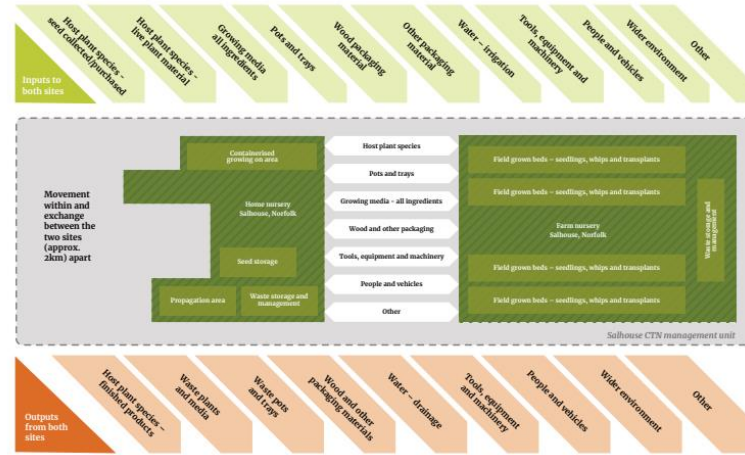 Inputs to
both sites
Host plant species –
seed collected/purchased
Host plant species -
live plant material
Growing media
all ingredients
Pots and trays
Wood packaging
material
Other packaging
material
Water – irrigation
Tools, equipment and
machinery
People and vehicles
Wider environment
Other
Movement
within and
exchange
between the
two sites
(approx.
2km) apart
Containerised
growing on area
Home nursery
Salhouse, Norfolk
Seed storage
Propagation area
Waste storage and
management
Host plant species
Pots and trays
Growing media - all ingredients
Wood and other packaging
Tools, equipment and machinery
People and vehicles
Other
Field grown beds – seedlings, whips and transplants
Field grown beds – seedlings, whips and transplants
Farm nursery
Salhouse, Norfolk
Field grown beds – seedlings, whips and transplants
Field grown beds – seedlings, whips and transplants
Waste storage and
management
Salhouse CTN management unit
Outputs
from both
sites
Host plant species –
finished products
Waste plants
and media
Waste pots
and trays
Wood and other
packaging materials
Water – drainage
Tools, equipment
and machinery
People and vehicles
Wider environment
Other